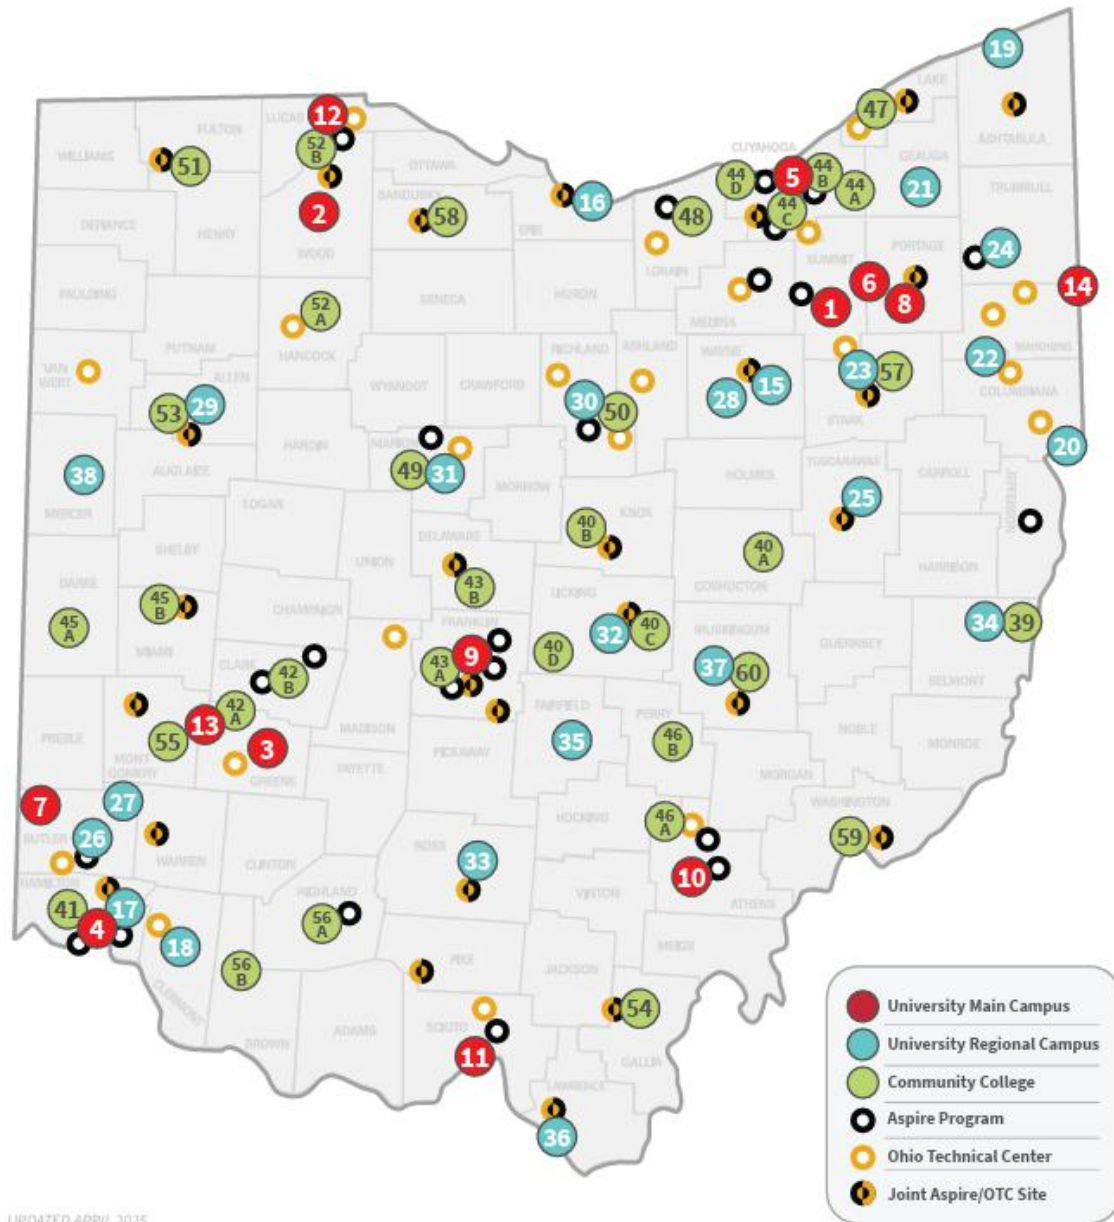 19
LAKE
47
12
LUCAS
ASHTABULA
FULTON
CUYAHOGA
52
B
WILLIAMS
51
OTTAWA
GEAUGA
44
D
5
44
B
44
A
21
TRUMBULL
2
SANDUSKY
58
16
48
44
C
DEFIANCE
HENRY
WOOD
ERIE
24
PORTAGE
SUMMIT
LORAIN
6
8
14
PAULDING
SENECA
HURON
1
52
A
MEDINA
MAHONING
PUTNAM
HANCOCK
RICHLAND
ASHLAND
WAYNE
22
VAN
WERT
ALLEN
WYANDOT
CRAWFORD
23
57
COLUMBIANA
53
29
30
50
28
15
STARK
HARDIN
MARION
20
38
AUGLAIZE
49
31
HOLMES
TUSCARAWAS
CARROLL
MERCER
MORROW
25
LOGAN
JEFFERSON
SHELBY
DELAWARE
40
B
KNOX
40
A
UNION
HARRISON
DARKE
COSHOCTON
45
A
45
B
CHAMPAIGN
43
B
LICKING
FRANKLIN
32
40
C
MUSKINGUM
GUERNSEY
34
39
MIAMI
CLARK
43
A
9
40
D
37
60
BELMONT
42
B
42
A
PREBLE
13
55
3
MADISON
FAIRFIELD
PERRY
NOBLE
MONT-
GOMERY
GREENE
PICKAWAY
35
46
B
MONROE
FAYETTE
MORGAN
7
27
WASHINGTON
BUTLER
26
HOCKING
46
A
59
WARREN
CLINTON
ROSS
33
HAMILTON
10
HIGHLAND
VINTON
ATHENS
41
17
4
56
A
18
MEIGS
56
B
PIKE
JACKSON
CLERMONT
54
BROWN
ADAMS
SCIOTO
11
GALLIA
LAWRENCE
36
University Main Campus
University Regional Campus
Community College
Aspire Program
Ohio Technical Center
Joint Aspire/OTC Site
UPDATED APRIL 2025